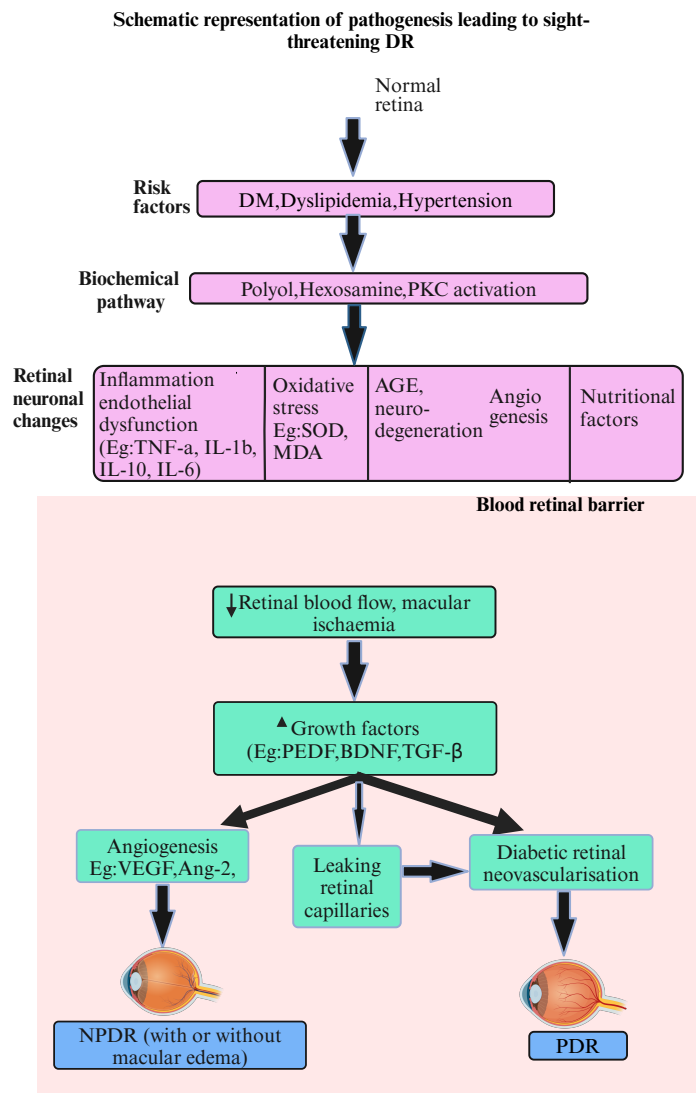 Schematic representation of pathogenesis leading to sight-
threatening DR
Normal
retina
Risk
factors
DM,Dyslipidemia,Hypertension
Biochemical
pathway
Polyol,Hexosamine,PKC activation
Retinal
neuronal
changes
Inflammation
endothelial
dysfunction
(Eg:TNF-a, IL-1b,
IL-10, IL-6)
Oxidative
stress
Eg:SOD,
MDA
AGE,
neuro-
degeneration
Angio
genesis
Nutritional
factors
Blood retinal barrier
↓Retinal blood flow, macular
ischaemia
▲Growth factors
(Eg:PEDF,BDNF,TGF-β
Angiogenesis
Eg:VEGF,Ang-2,
Leaking
retinal
capillaries
Diabetic retinal
neovascularisation
NPDR (with or without
macular edema)
PDR